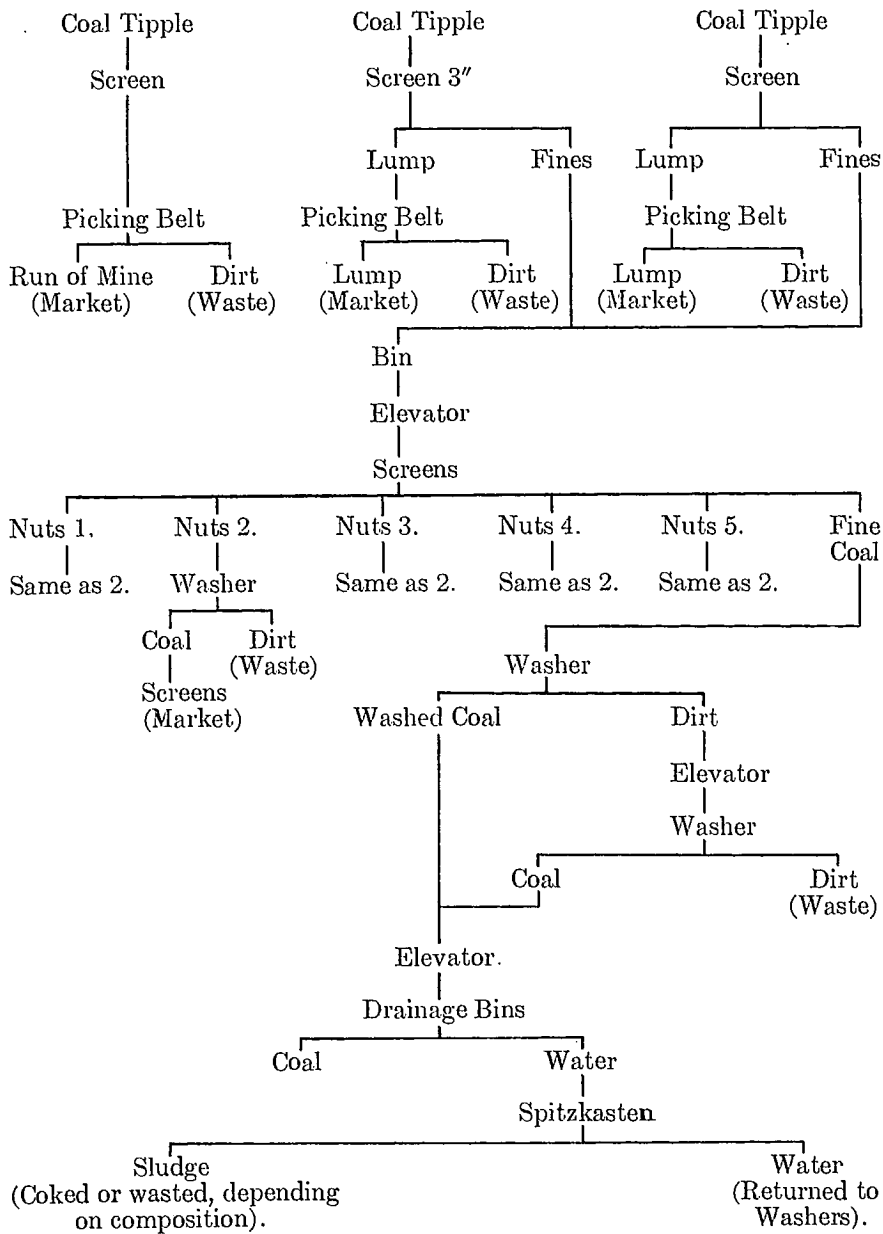 Coal Tipple Coal Tipple Coal Tipple
Screen Screen 3″ Screen
Lump Fines Lump Fines
Picking Belt Picking Belt Picking Belt
Run of Mine Dirt Lump Dirt Lump Dirt
(Market) (Waste) (Market) (Waste) (Market) (Waste)
Bin
Elevator
Screens
Nuts 1. Nuts 2. Nuts 3. Nuts 4. Nuts 5. Fine
Coal
Same as 2. Washer Same as 2. Same as 2. Same as 2.
Coal Dirt
(Waste)
Screens
(Market)
Washer
Washed Coal Dirt
Elevator
Washer
Coal Dirt
(Waste)
Elevator.
Drainage Bins
Coal Water
Spitzkasten
Sludge Water
(Coked or wasted, depending (Returned to
on composition). Washers).